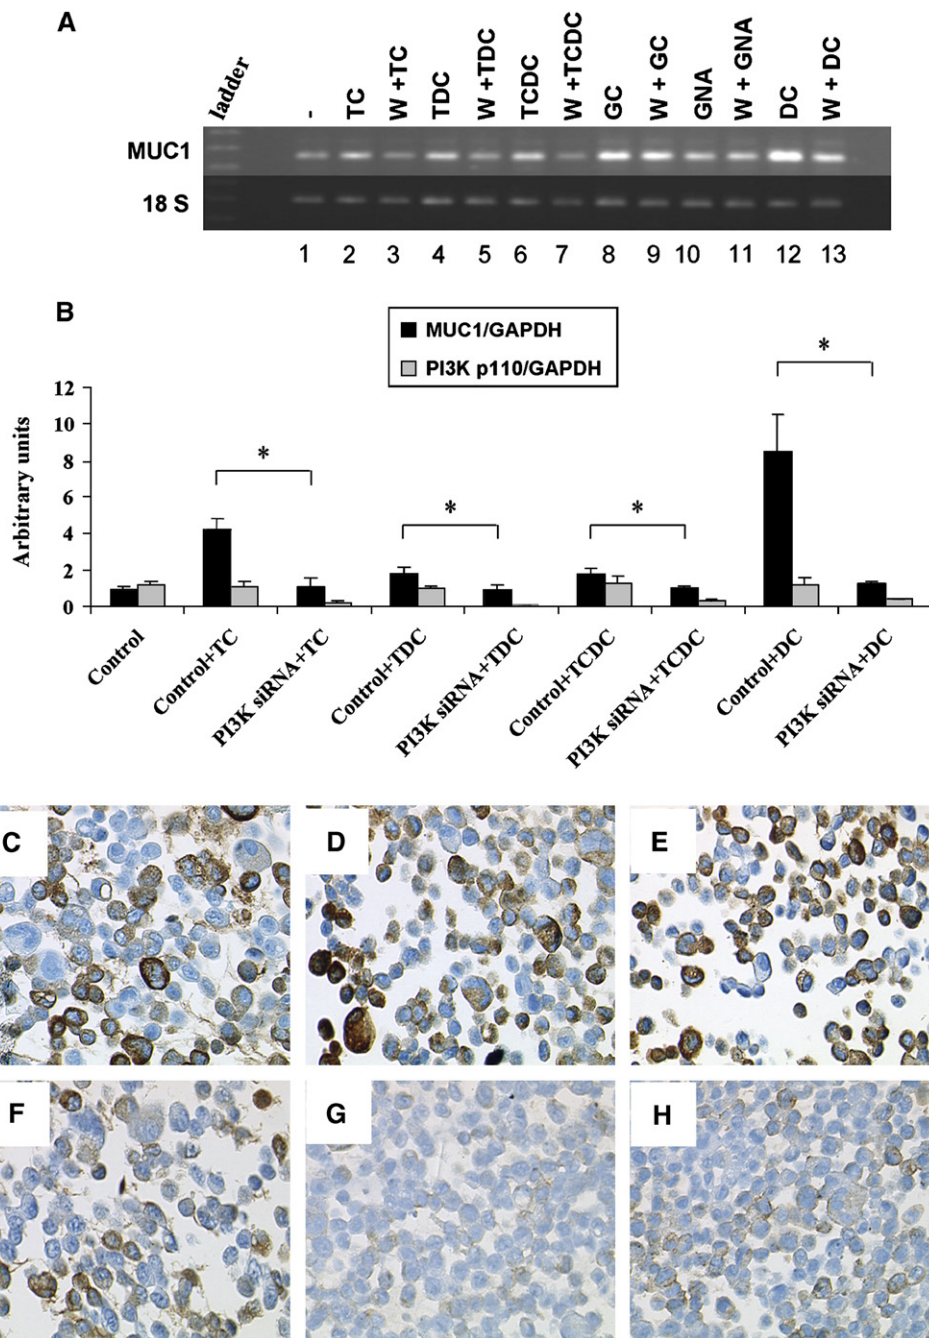 A
ladder - TC W +TC TDC W +TDC TCDC W +TCDC GC W + GC GNA W + GNA DC W + DC
MUC1
18 S
1 2 3 4 5 6 7 8 9 10 11 12 13
B
MUC1/GAPDH
PI3K p110/GAPDH
*
*
*
*
Arbitrary units
12
10
8
6
4
2
0
Control
Control+TC
PI3K siRNA+TC
Control+TDC
PI3K siRNA+TDC
Control+TCDC
PI3K siRNA+TCDC
Control+DC
PI3K siRNA+DC
C D E
F G H